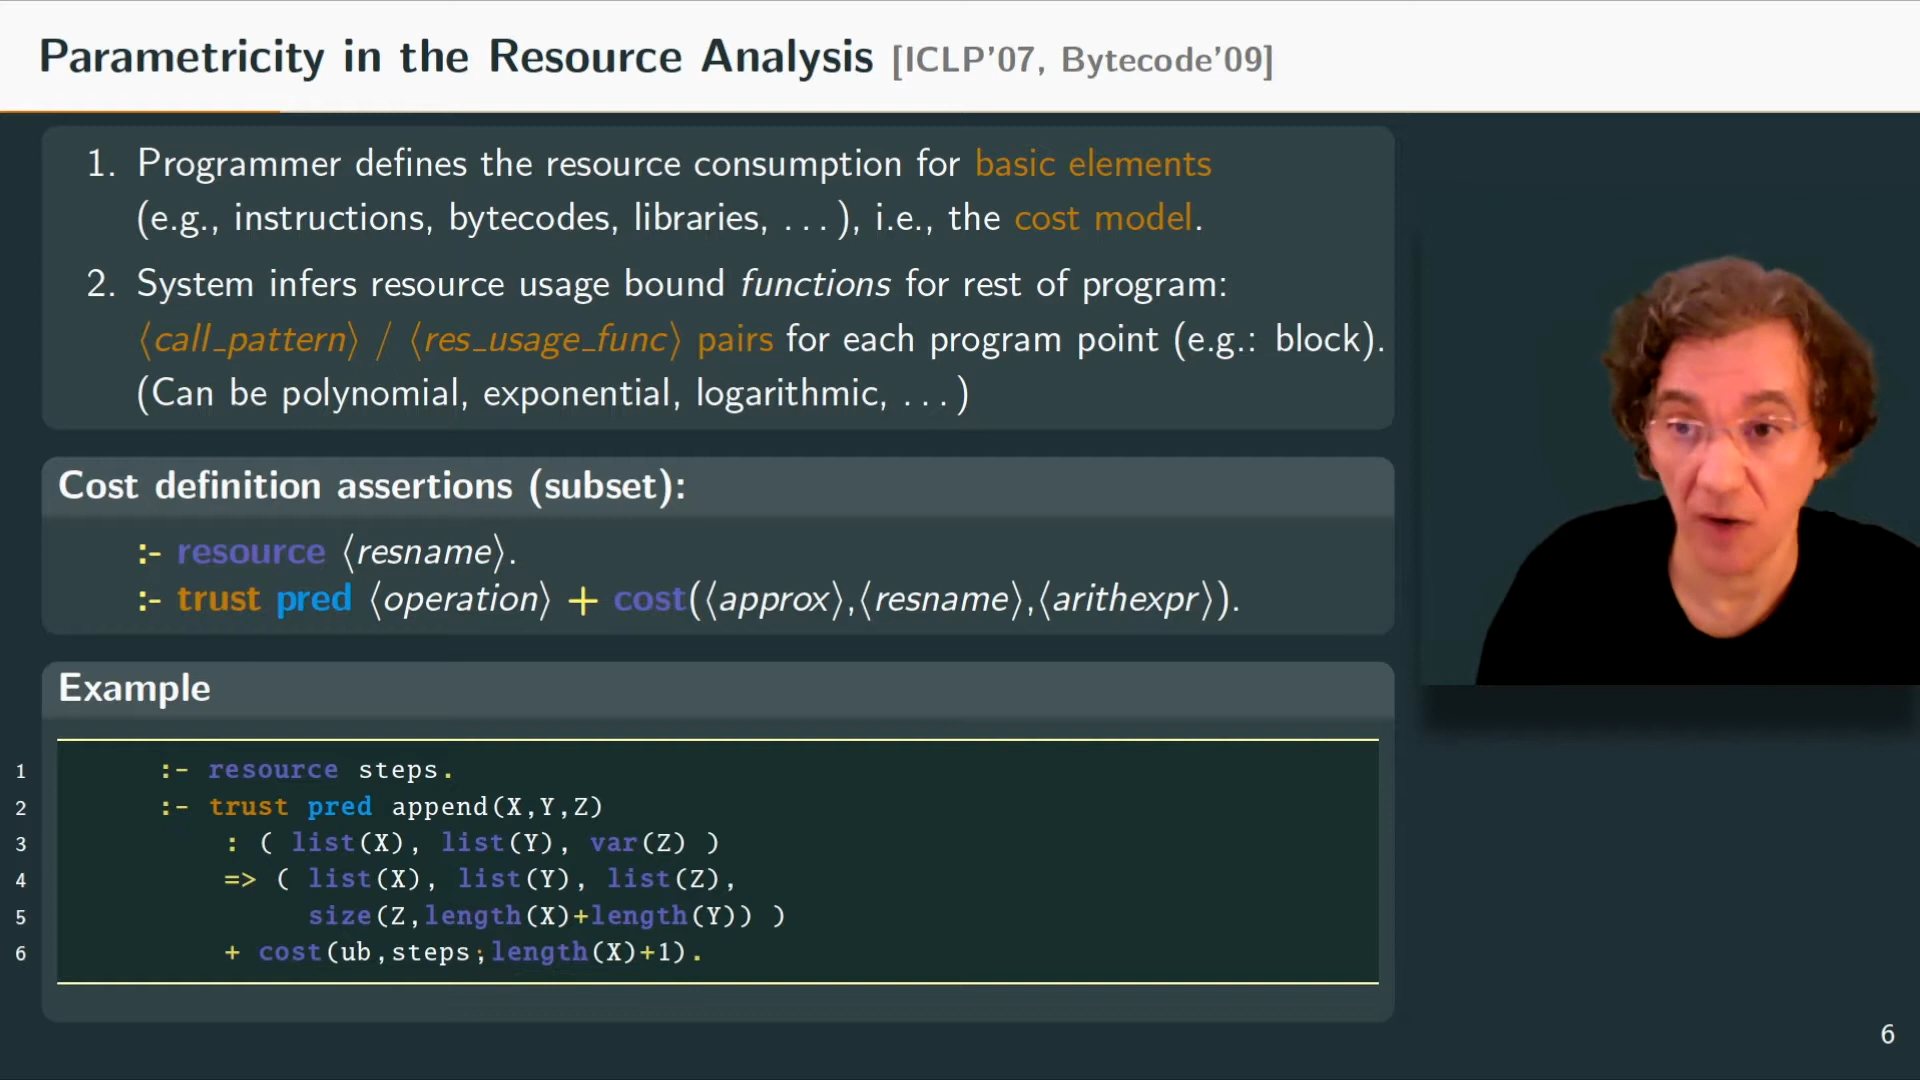 Parametricity in the Resource Analysis [ICLP'07, Bytecode'09]
1. Programmer defines the resource consumption for basic elements
(e.g., instructions, bytecodes, libraries, ...), i.e., the cost model.
2. System infers resource usage bound functions for rest of program:
⟨call_pattern⟩ / ⟨res_usage_func⟩ pairs for each program point (e.g.: block).
(Can be polynomial, exponential, logarithmic, ...)
Cost definition assertions (subset):
:- resource ⟨resname⟩.
:- trust pred ⟨operation⟩ + cost(⟨approx⟩,⟨resname⟩,⟨arithexpr⟩).
Example
1 :- resource steps.
2 :- trust pred append(X,Y,Z)
3 : ( list(X), list(Y), var(Z) )
4 => ( list(X), list(Y), list(Z),
5 size(Z,length(X)+length(Y)) )
6 + cost(ub,steps;length(X)+1).
6